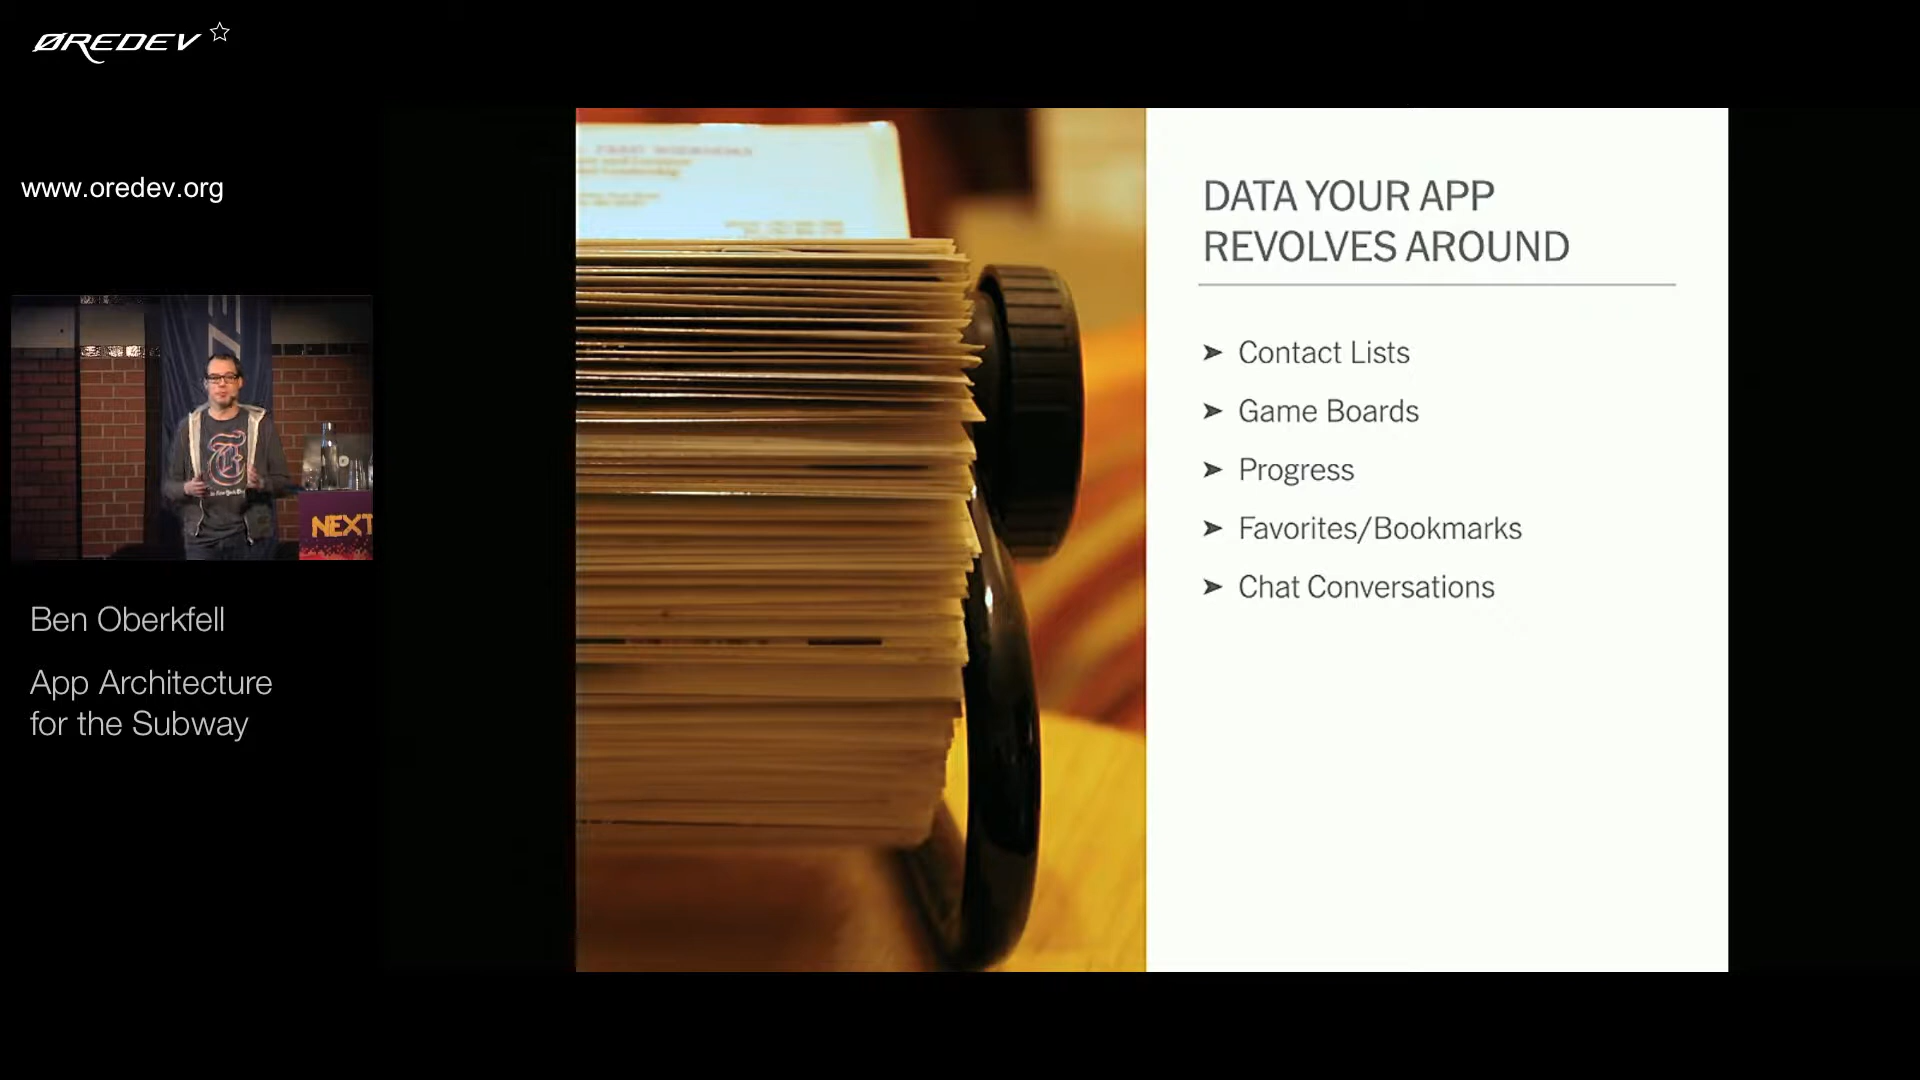 ØREDEV
www.oredev.org
NEXT
Ben Oberkfell
App Architecture
for the Subway
DATA YOUR APP
REVOLVES AROUND
➤ Contact Lists
➤ Game Boards
➤ Progress
➤ Favorites/Bookmarks
➤ Chat Conversations